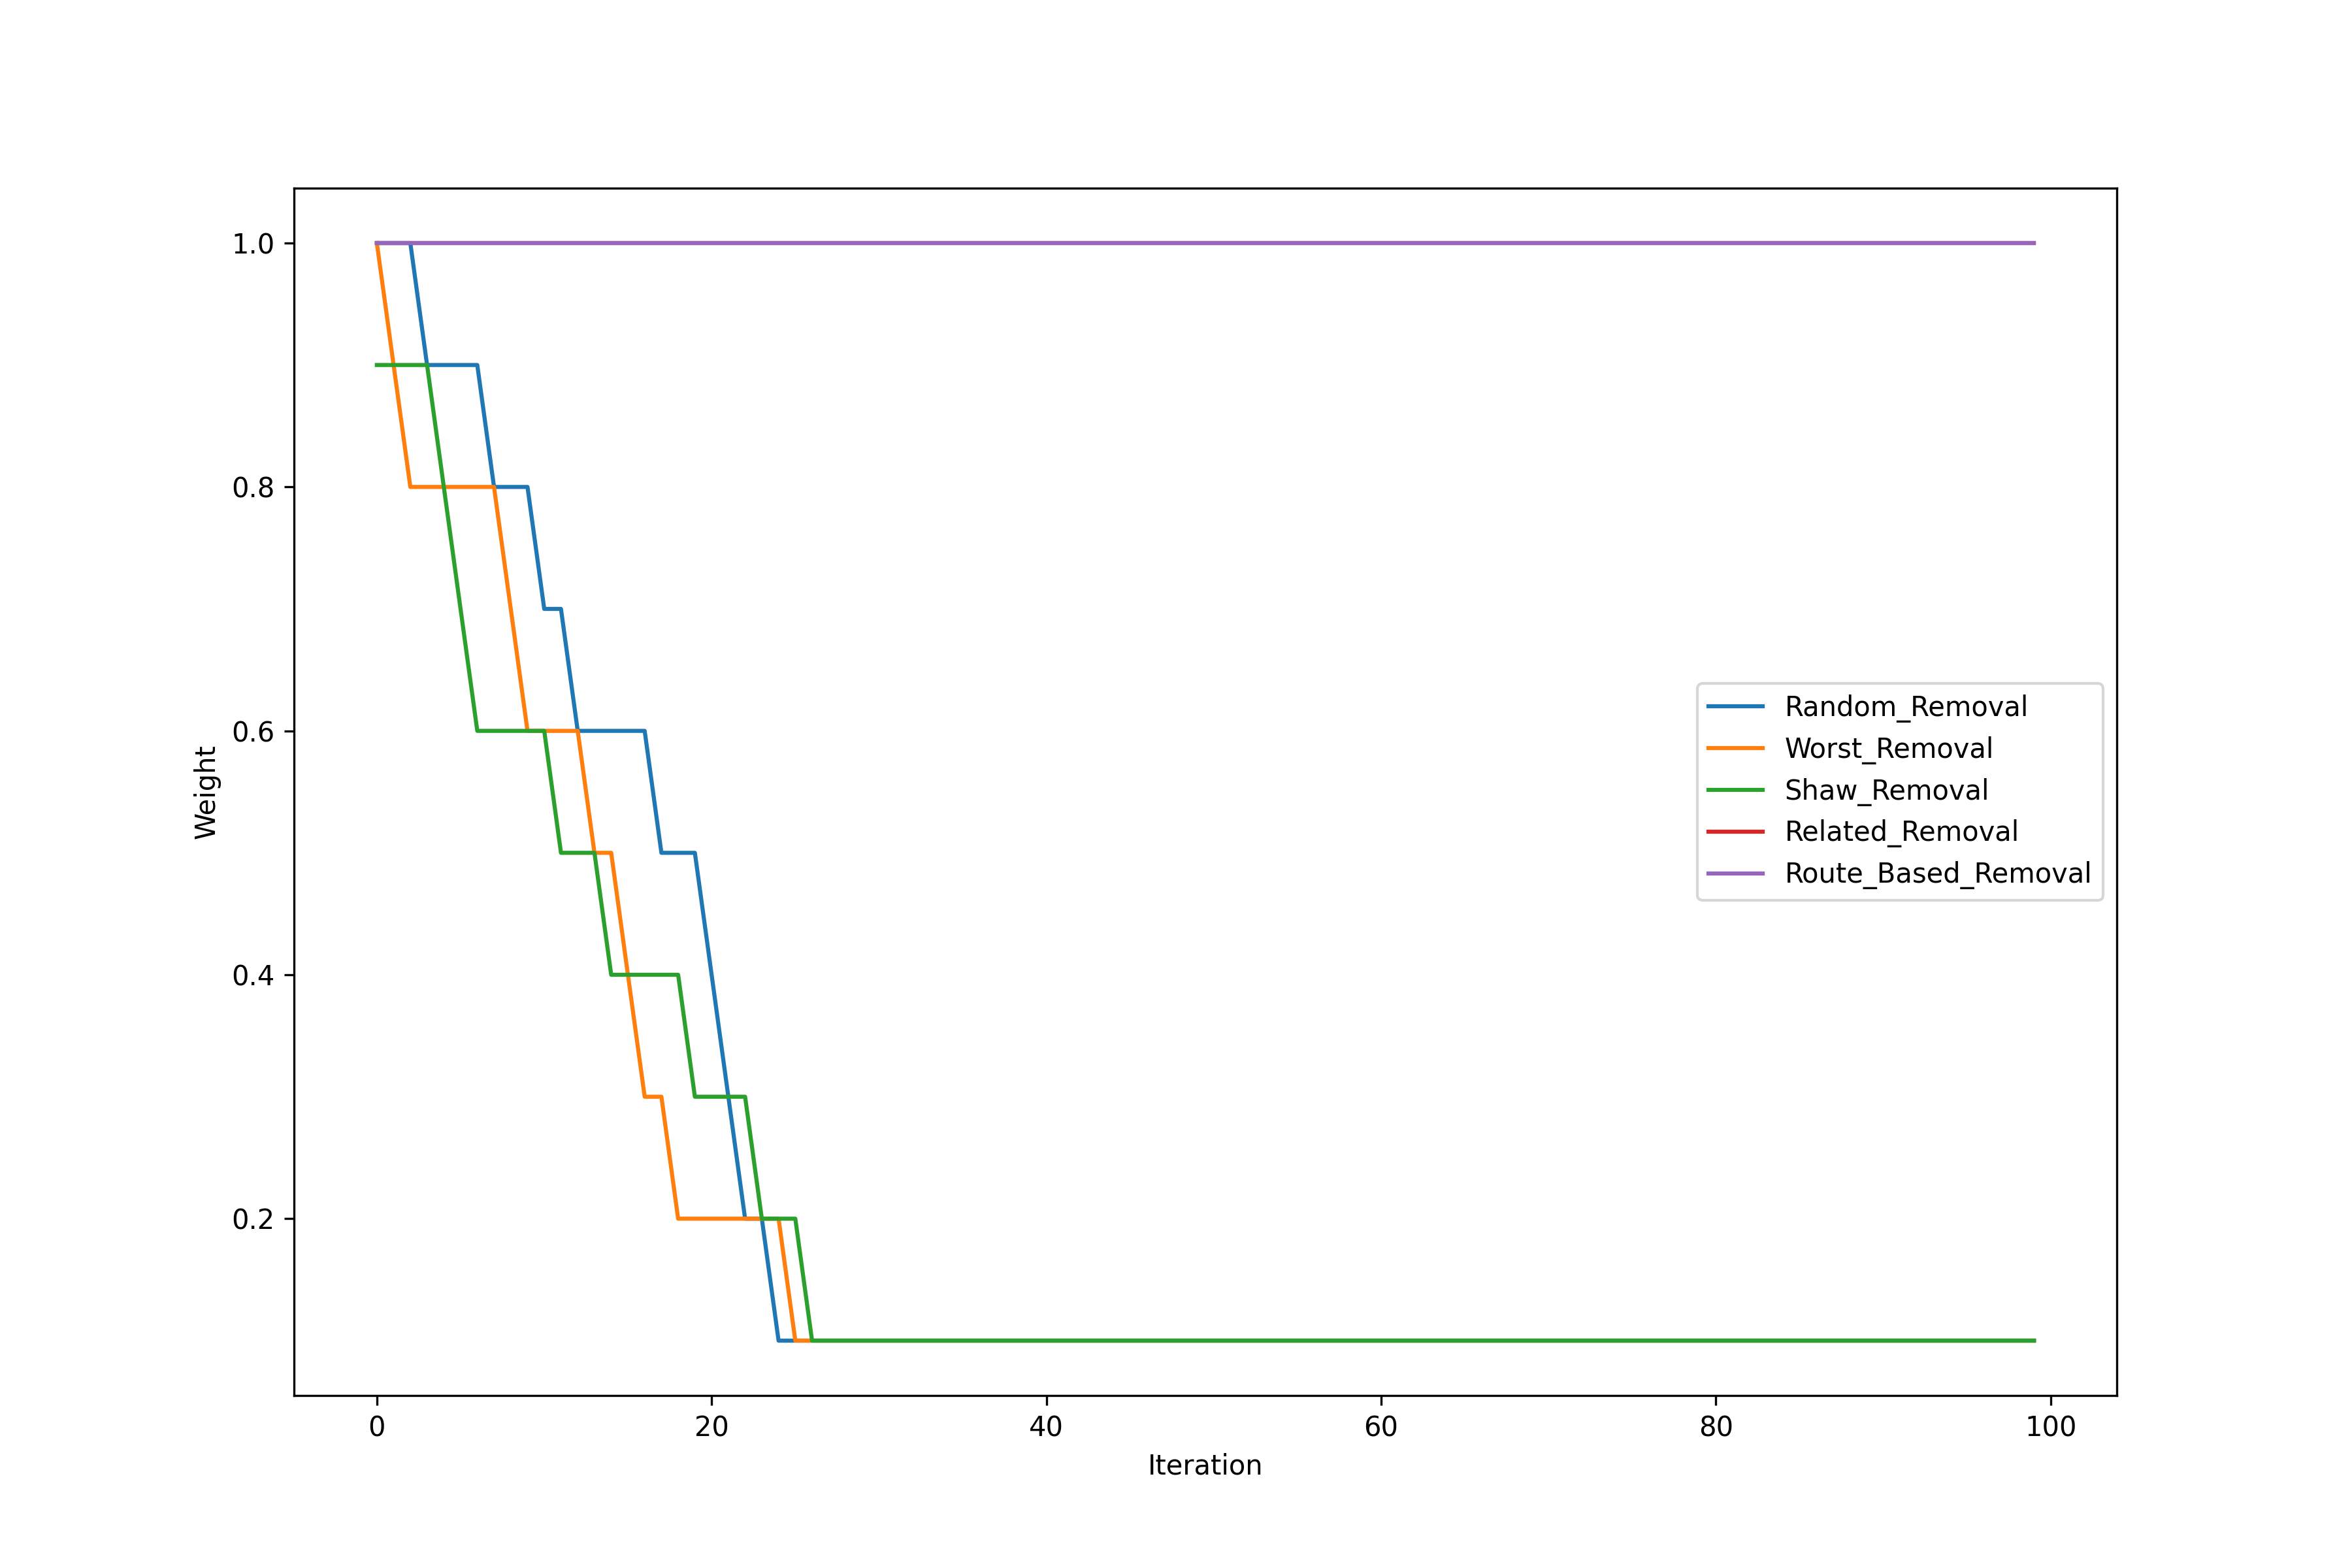 1.0
0.8
0.6
0.4
0.2
Weight
0 20 40 60 80 100
Iteration
Random_Removal
Worst_Removal
Shaw_Removal
Related_Removal
Route_Based_Removal